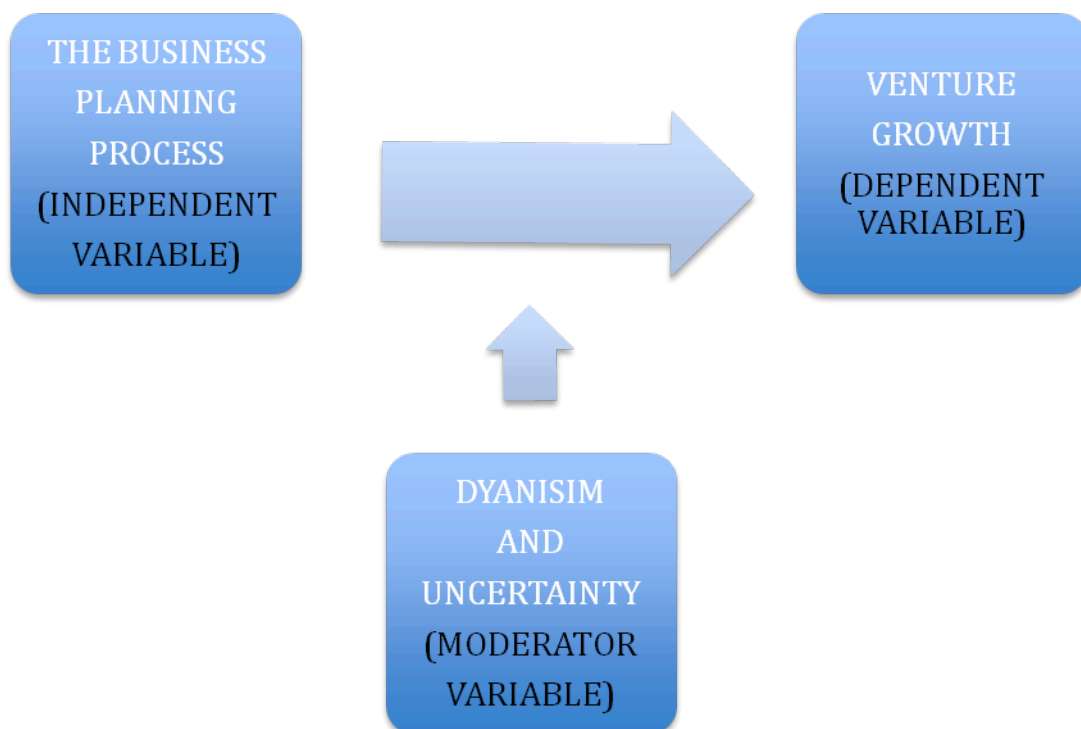 THE BUSINESS
PLANNING
PROCESS
(INDEPENDENT
VARIABLE)
VENTURE
GROWTH
(DEPENDENT
VARIABLE)
DYANISIM
AND
UNCERTAINTY
(MODERATOR
VARIABLE)